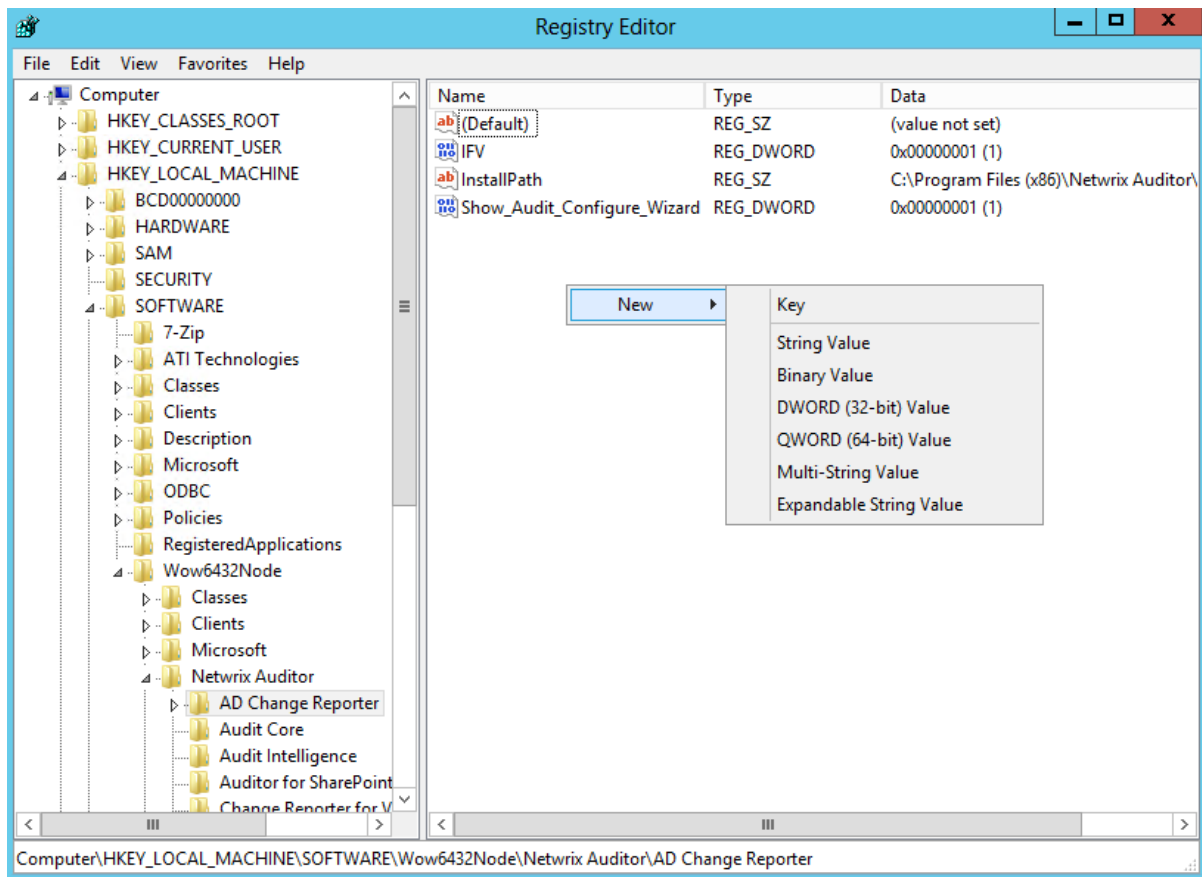 Registry Editor
File Edit View Favorites Help
Computer
HKEY_CLASSES_ROOT
HKEY_CURRENT_USER
HKEY_LOCAL_MACHINE
BCD00000000
HARDWARE
SAM
SECURITY
SOFTWARE
7-Zip
ATI Technologies
Classes
Clients
Description
Microsoft
ODBC
Policies
RegisteredApplications
Wow6432Node
Classes
Clients
Microsoft
Netwrix Auditor
AD Change Reporter
Audit Core
Audit Intelligence
Auditor for SharePoint
Change Reporter for V
Name Type Data
(Default) REG_SZ (value not set)
IFV REG_DWORD 0x00000001 (1)
InstallPath REG_SZ C:\Program Files (x86)\Netwrix Auditor\
Show_Audit_Configure_Wizard REG_DWORD 0x00000001 (1)
New
Key
String Value
Binary Value
DWORD (32-bit) Value
QWORD (64-bit) Value
Multi-String Value
Expandable String Value
Computer\HKEY_LOCAL_MACHINE\SOFTWARE\Wow6432Node\Netwrix Auditor\AD Change Reporter